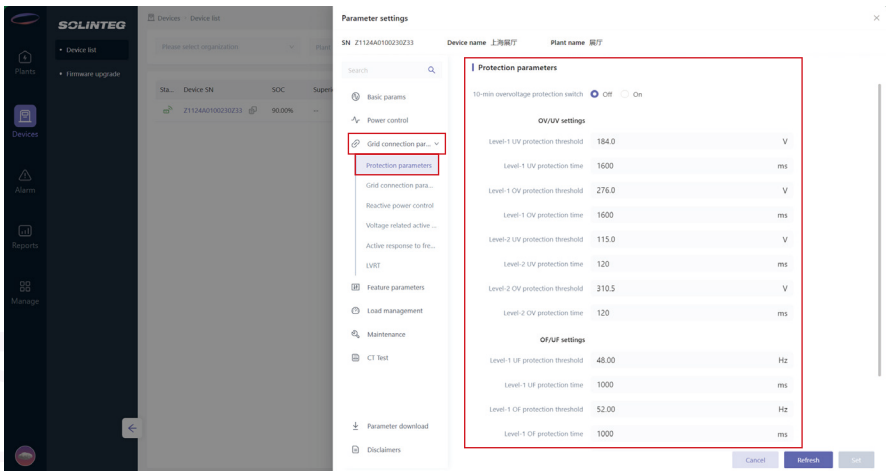 SOLINTEG
Devices / Device list
Please select organization
Plant
Plants
• Device list
• Firmware upgrade
Sta... Device SN SOC Superi
Z1124A0100230Z33 90.00% --
Devices
Alarm
Reports
Manage
Parameter settings
SN Z1124A0100230Z33 Device name 上海展厅 Plant name 展厅
Search
Basic params
Power control
Grid connection par...
Protection parameters
Grid connection para...
Reactive power control
Voltage related active ...
Active response to fre...
LVRT
Feature parameters
Load management
Maintenance
CT Test
Parameter download
Disclaimers
Protection parameters
10-min overvoltage protection switch Off On
OV/UV settings
Level-1 UV protection threshold 184.0 V
Level-1 UV protection time 1600 ms
Level-1 OV protection threshold 276.0 V
Level-1 OV protection time 1600 ms
Level-2 UV protection threshold 115.0 V
Level-2 UV protection time 120 ms
Level-2 OV protection threshold 310.5 V
Level-2 OV protection time 120 ms
OF/UF settings
Level-1 UF protection threshold 48.00 Hz
Level-1 UF protection time 1000 ms
Level-1 OF protection threshold 52.00 Hz
Level-1 OF protection time 1000 ms
Cancel Refresh Set